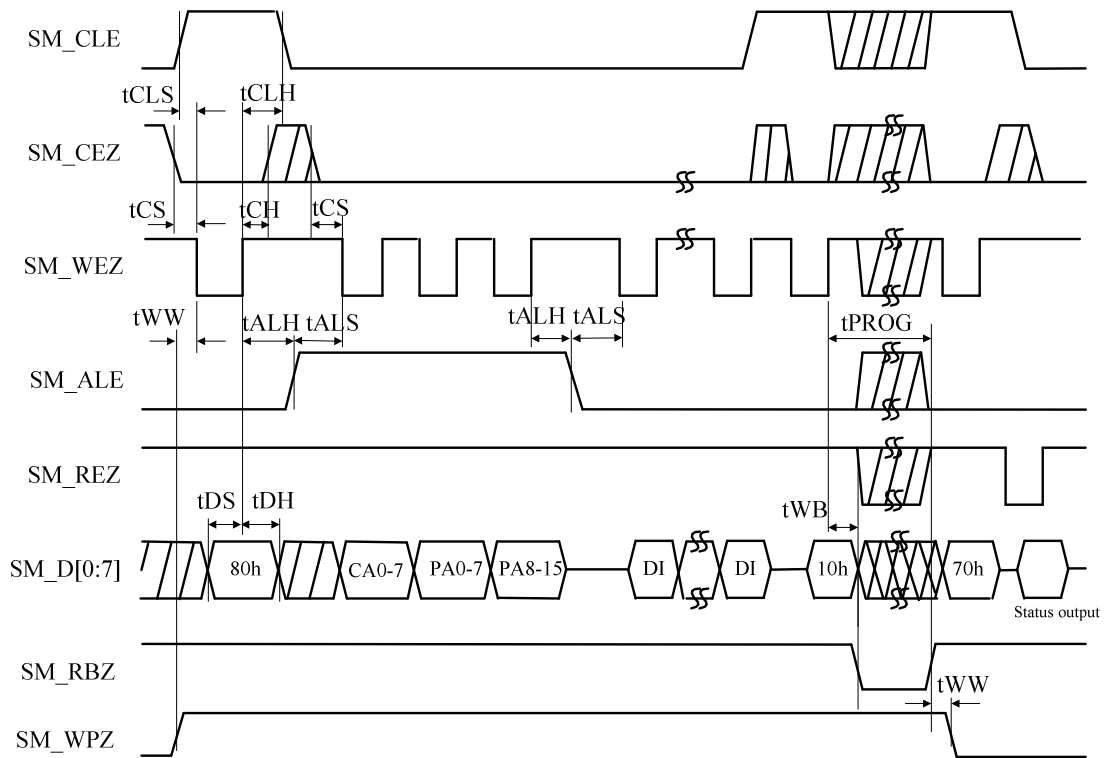 SM_CLE
tCLS
tCLH
SM_CEZ
tCS
tCH
tCS
SM_WEZ
tWW
tALH
tALS
tALH
tALS
tPROG
SM_ALE
SM_REZ
tDS
tDH
tWB
SM_D[0:7]
80h
CA0-7
PA0-7
PA8-15
DI
DI
10h
70h
Status output
SM_RBZ
tWW
SM_WPZ